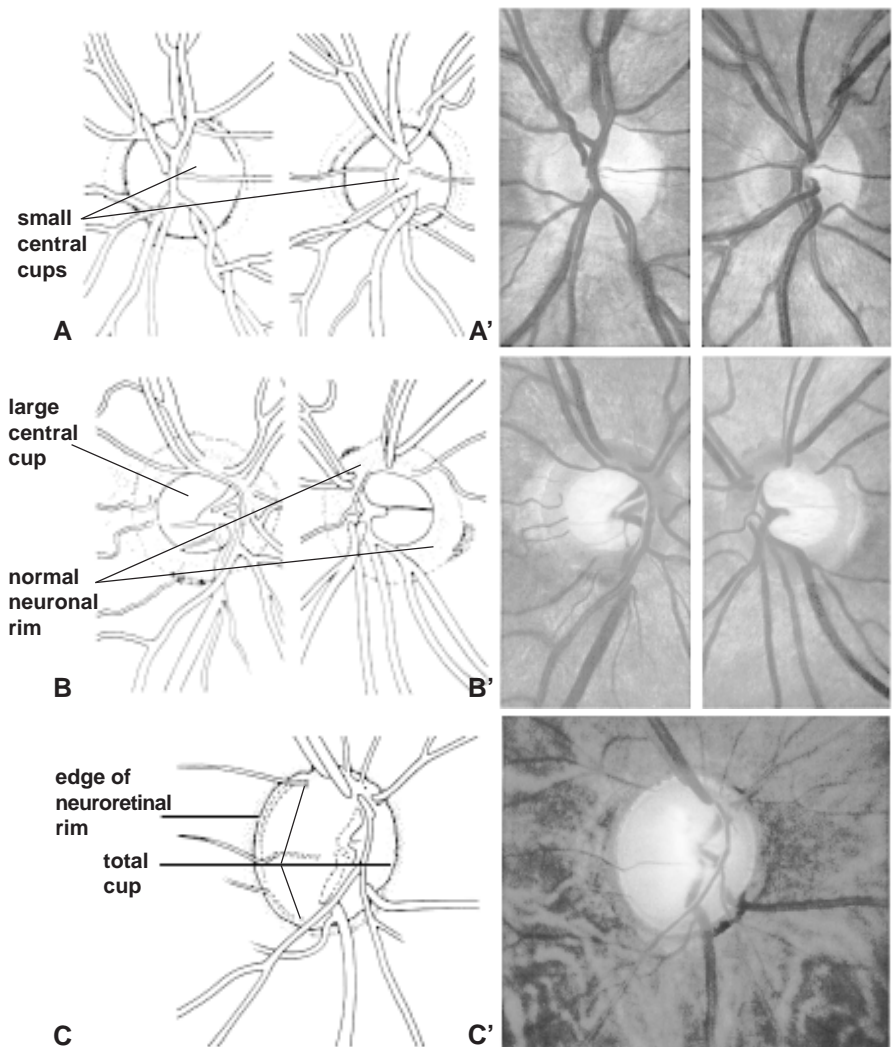 small
central
cups
A
A'
large
central
cup
normal
neuronal
rim
B
B'
edge of
neuroretinal
rim
total
cup
C
C'